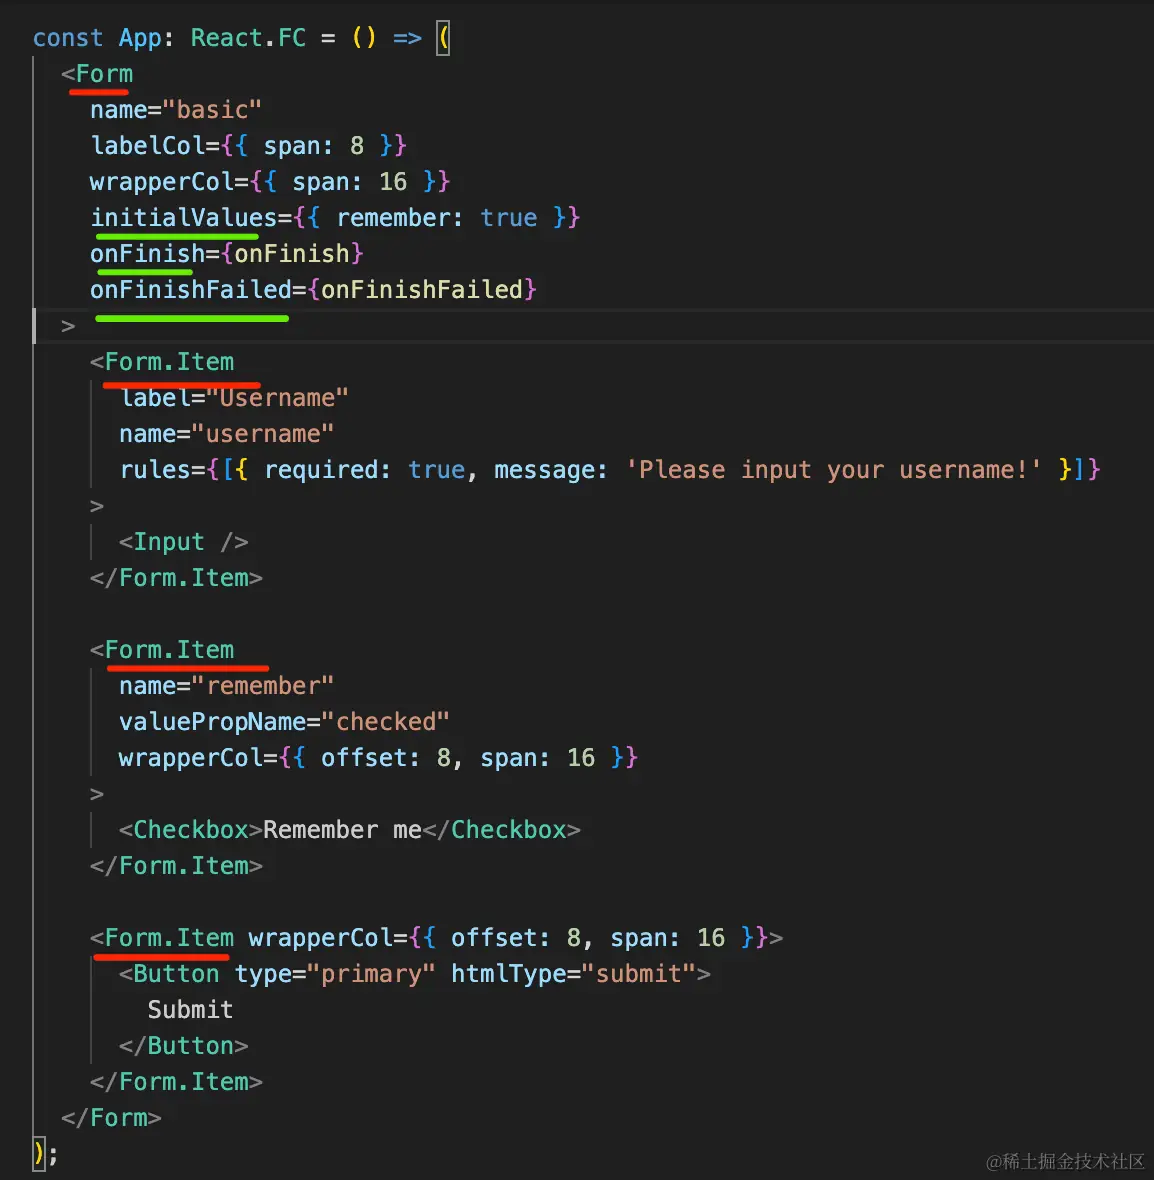 const App: React.FC = () => (
  <Form
    name="basic"
    labelCol={{ span: 8 }}
    wrapperCol={{ span: 16 }}
    initialValues={{ remember: true }}
    onFinish={onFinish}
    onFinishFailed={onFinishFailed}
  >
    <Form.Item
      label="Username"
      name="username"
      rules={[{ required: true, message: 'Please input your username!' }]}
    >
      <Input />
    </Form.Item>

    <Form.Item
      name="remember"
      valuePropName="checked"
      wrapperCol={{ offset: 8, span: 16 }}
    >
      <Checkbox>Remember me</Checkbox>
    </Form.Item>

    <Form.Item wrapperCol={{ offset: 8, span: 16 }}>
      <Button type="primary" htmlType="submit">
        Submit
      </Button>
    </Form.Item>
  </Form>
);
@稀土掘金技术社区